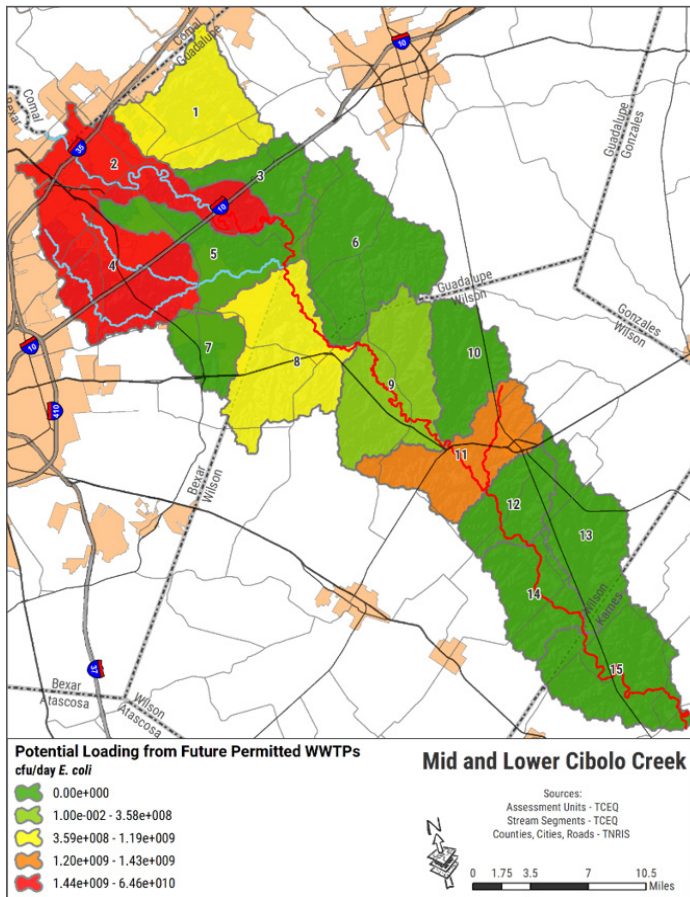 Comal
Guadalupe
10
Guadalupe
Gonzales
Comal
Bexar
35
1
2
3
10
4
5
6
Guadalupe
Wilson
Gonzales
Wilson
7
8
9
10
10
410
11
Bexar
Wilson
12
13
14
Wilson
Karnes
15
37
Bexar
Atascosa
Wilson
Atascosa
Potential Loading from Future Permitted WWTPs
cfu/day E. coli
0.00e+000
1.00e-002 - 3.58e+008
3.59e+008 - 1.19e+009
1.20e+009 - 1.43e+009
1.44e+009 - 6.46e+010
Mid and Lower Cibolo Creek
Sources:
Assessment Units - TCEQ
Stream Segments - TCEQ
Counties, Cities, Roads - TNRIS
N
0 1.75 3.5 7 10.5
Miles